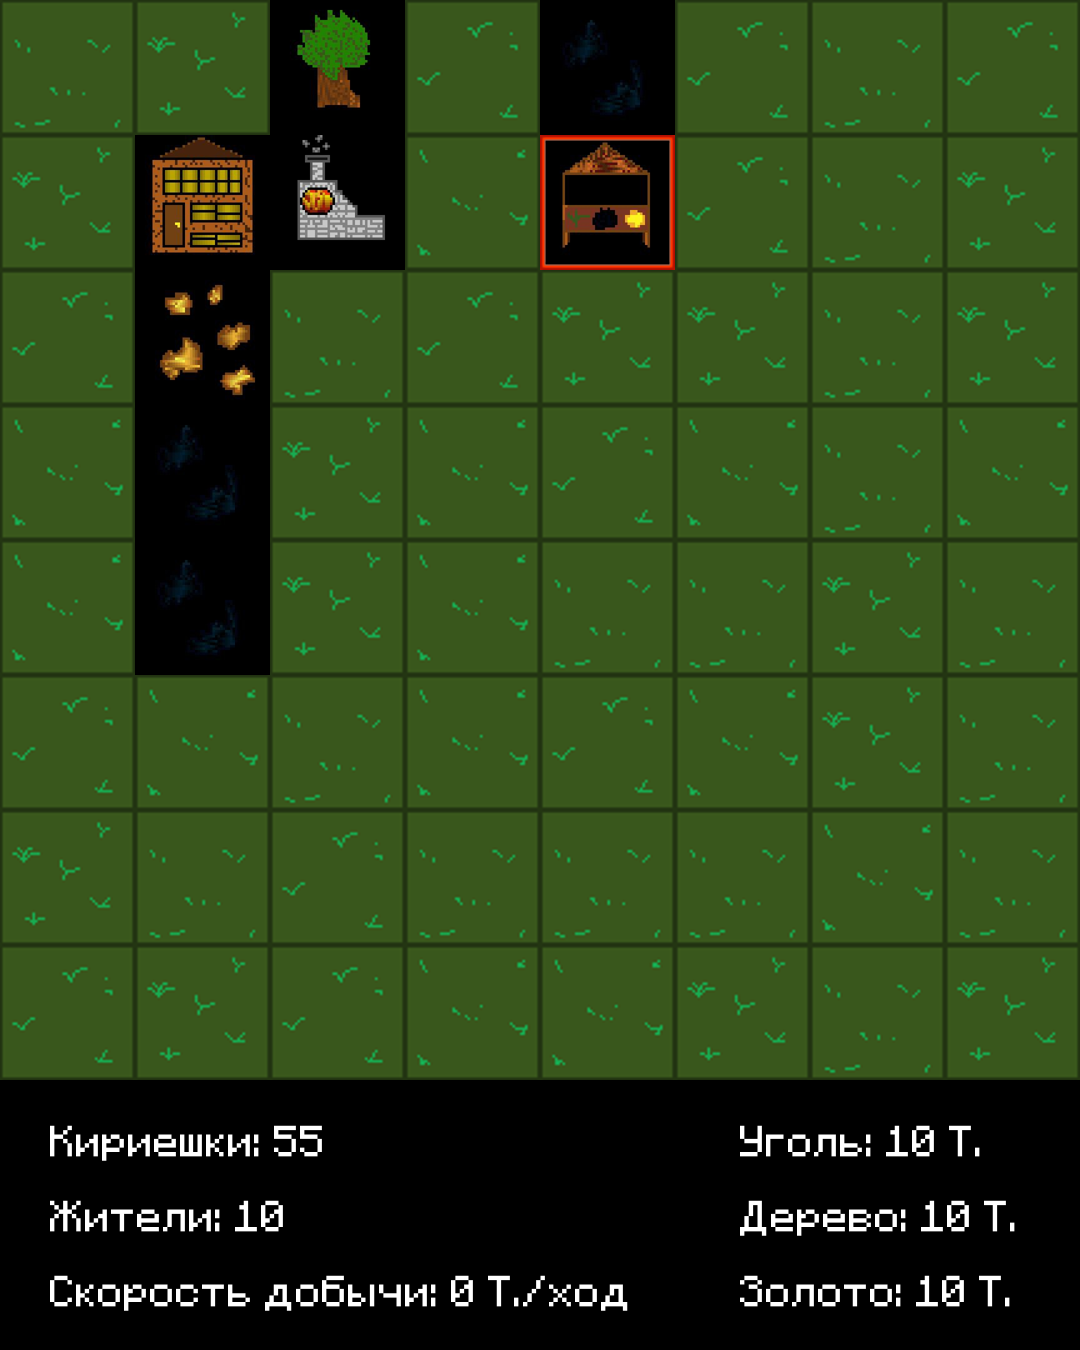 Кириешки: 55
Жители: 10
Скорость добычи: 0 Т./ход
Уголь: 10 Т.
Дерево: 10 Т.
Золото: 10 Т.